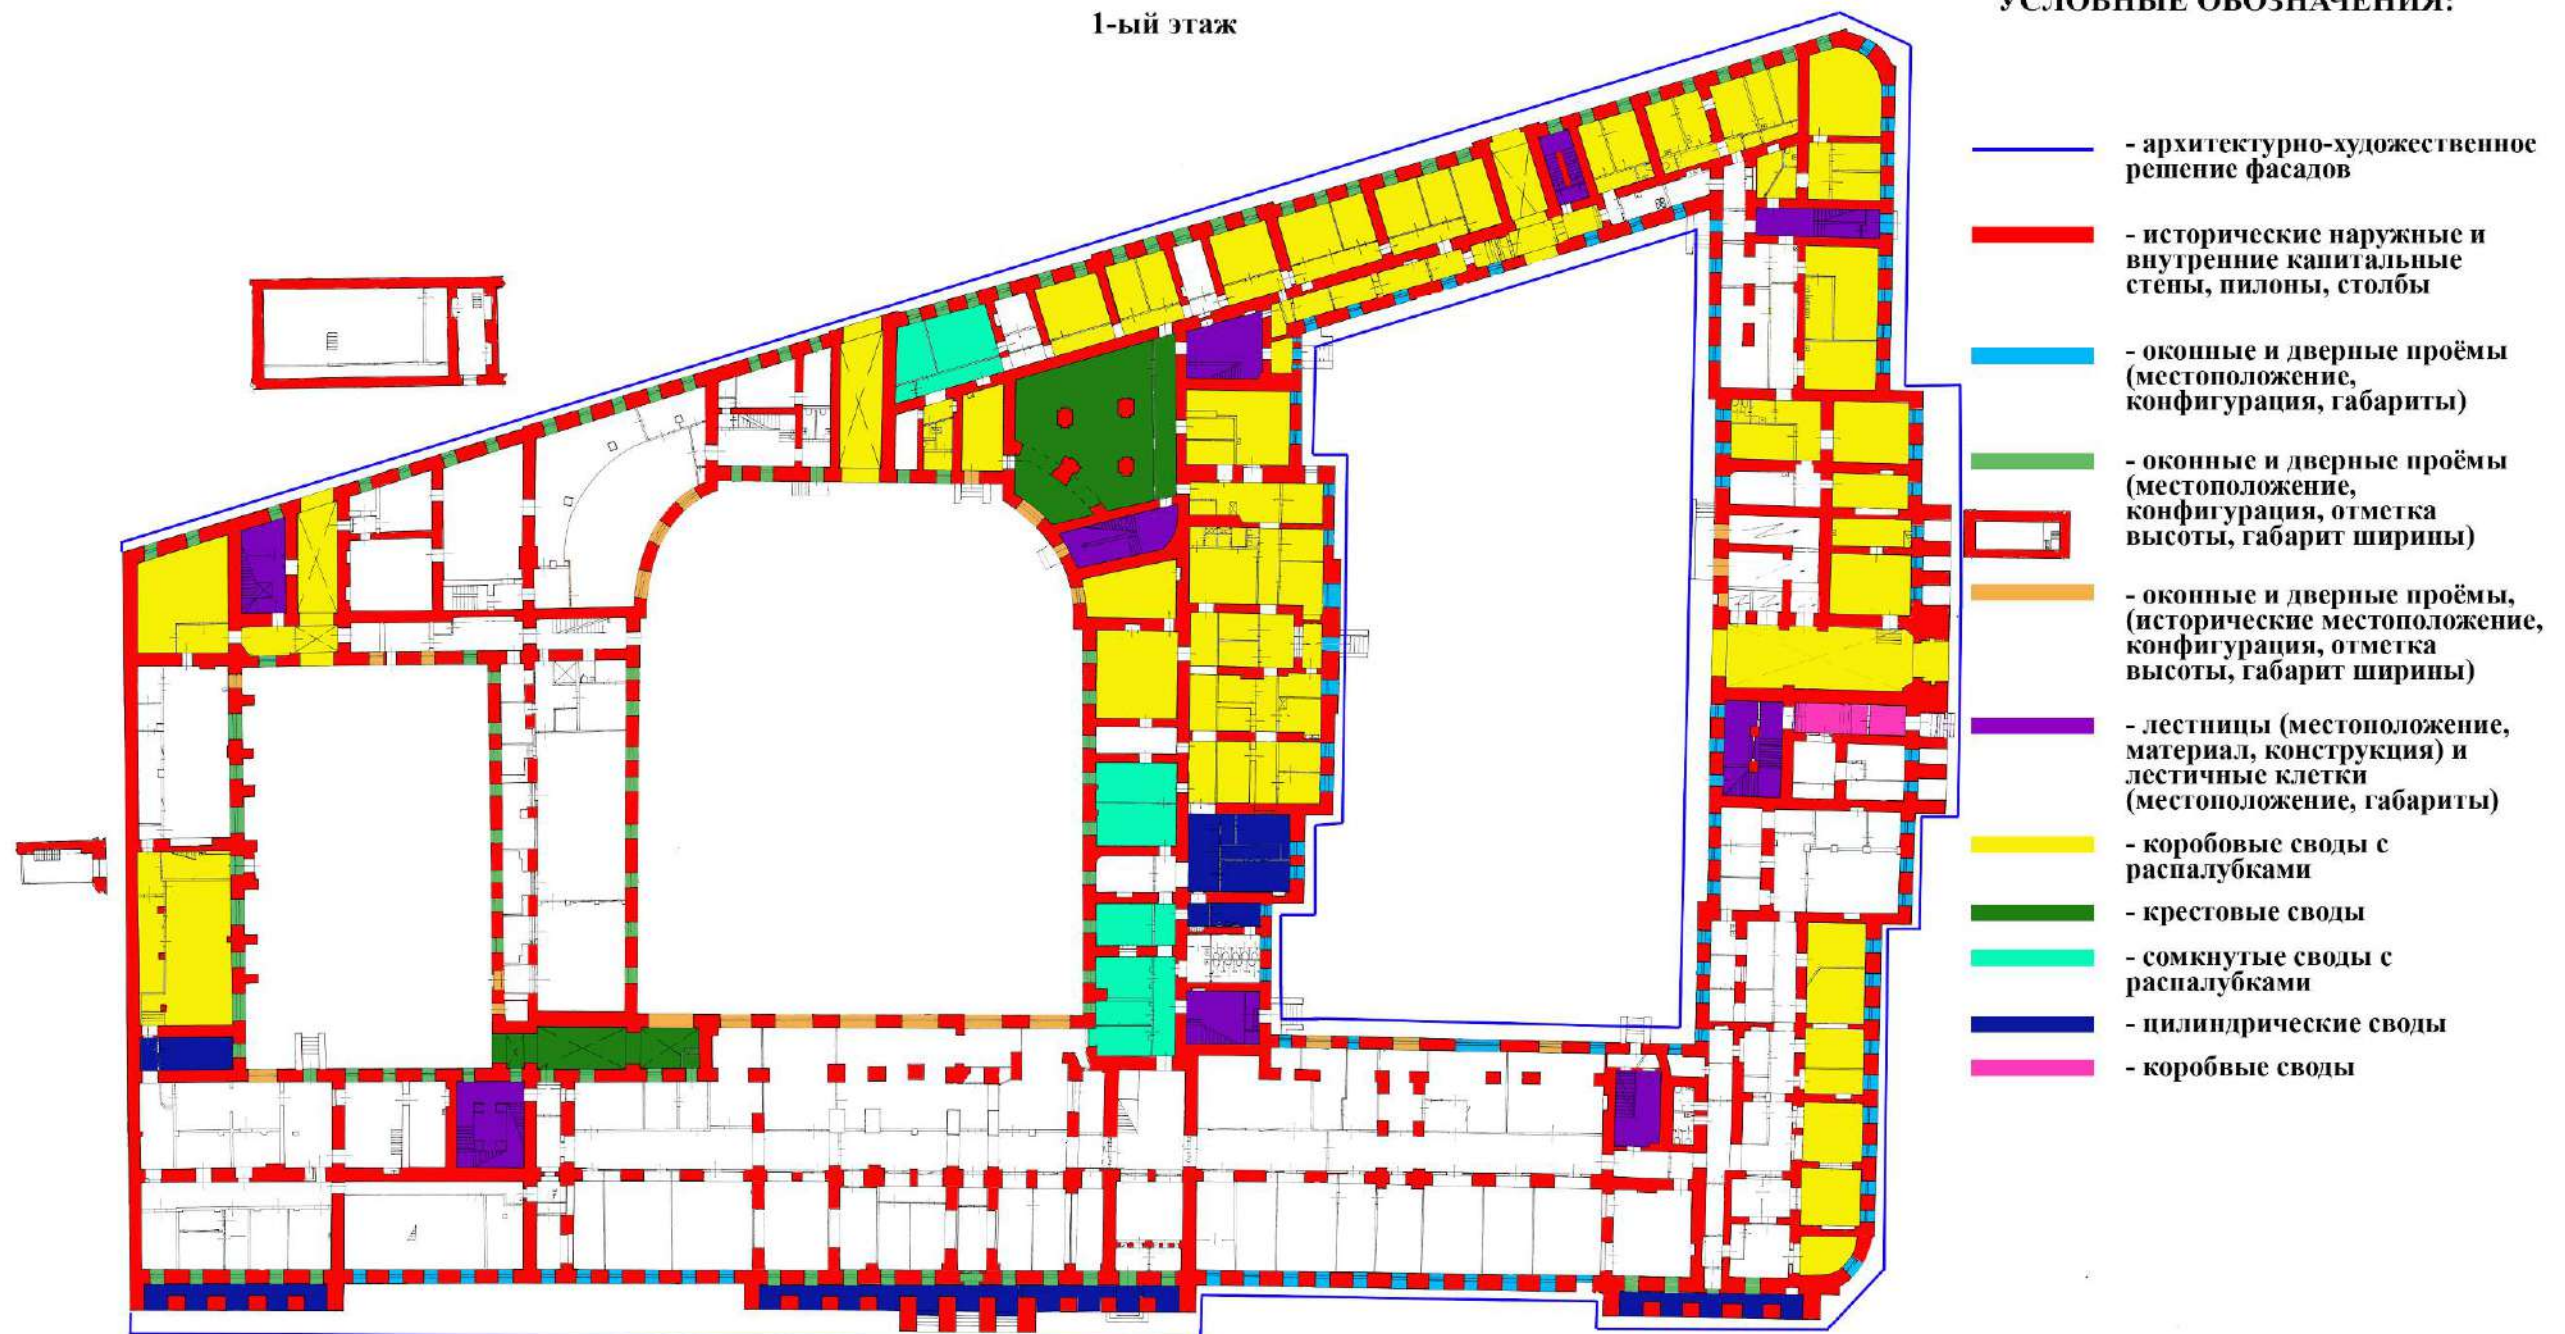 1-ый этаж
УСЛОВНЫЕ ОБОЗНАЧЕНИЯ:
- архитектурно-художественное
решение фасадов
- исторические наружные и
внутренние капитальные
стены, пилоны, столбы
- оконные и дверные проёмы
(местоположение,
конфигурация, габариты)
- оконные и дверные проёмы
(местоположение,
конфигурация, отметка
высоты, габарит ширины)
- оконные и дверные проёмы,
(исторические местоположение,
конфигурация, отметка
высоты, габарит ширины)
- лестницы (местоположение,
материал, конструкция) и
лестичные клетки
(местоположение, габариты)
- коробовые своды с
распалубками
- крестовые своды
- сомкнутые своды с
распалубками
- цилиндрические своды
- коробвые своды